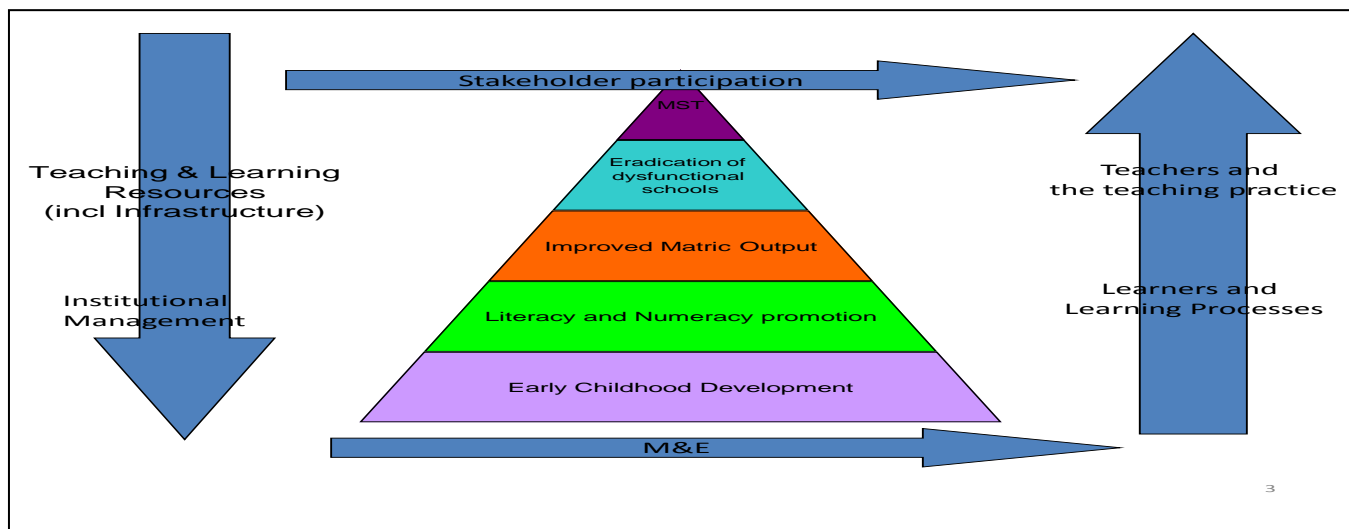 Stakeholder participation
MST
Eradication of
dysfunctional
schools
Improved Matric Output
Literacy and Numeracy promotion
Early Childhood Development
M&E
Teaching & Learning
Resources
(incl Infrastructure)
Institutional
Management
Teachers and
the teaching practice
Learners and
Learning Processes
3